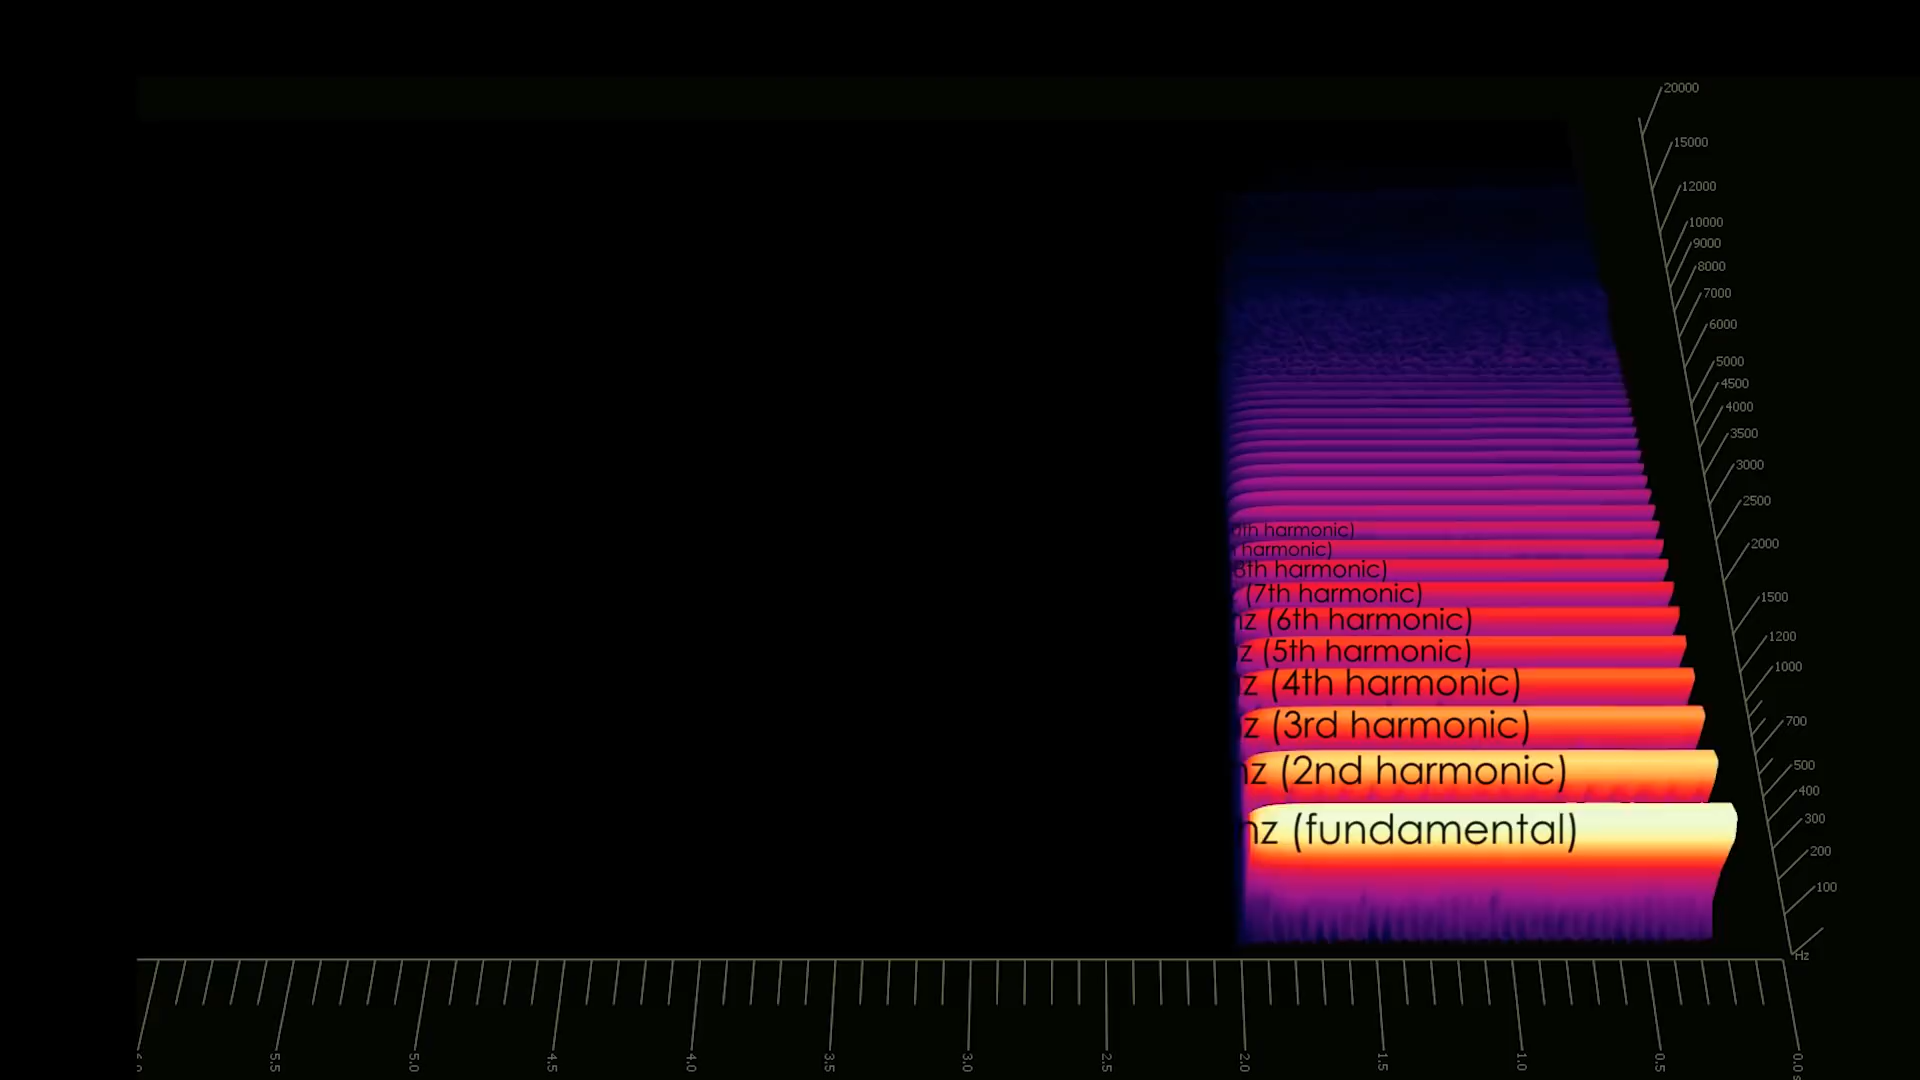 20000
15000
12000
10000
9000
8000
7000
6000
5000
4500
4000
3500
3000
2500
2000
1500
1200
1000
700
500
400
300
200
100
Hz
harmonic)
harmonic)
8th harmonic)
(7th harmonic)
z (6th harmonic)
z (5th harmonic)
z (4th harmonic)
z (3rd harmonic)
z (2nd harmonic)
z (fundamental)
5.5 5.0 4.5 4.0 3.5 3.0 2.5 2.0 1.5 1.0 0.5 0.0